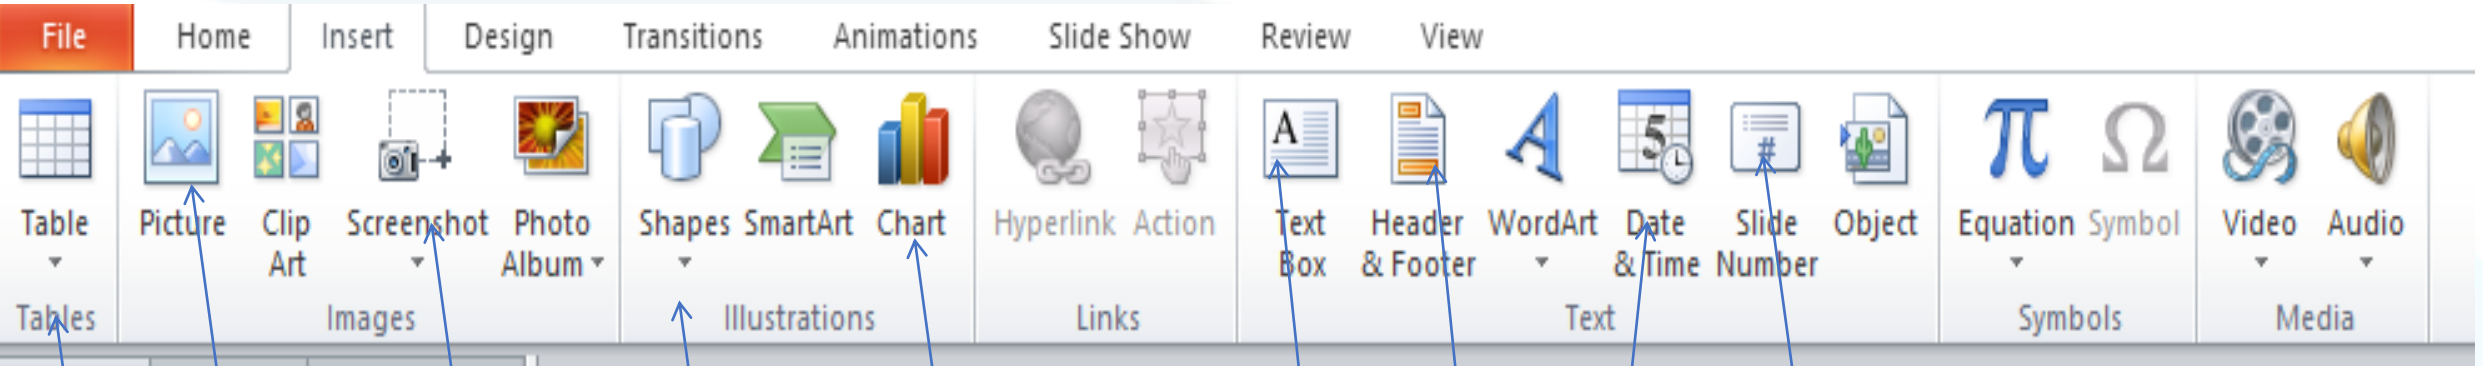 File Home Insert Design Transitions Animations Slide Show Review View
Table Picture Clip Screenshot Photo Shapes SmartArt Chart Hyperlink Action Text Header WordArt Date Slide Object Equation Symbol Video Audio
Art Album Box & Footer & Time Number
Tables Images Illustrations Links Text Symbols Media